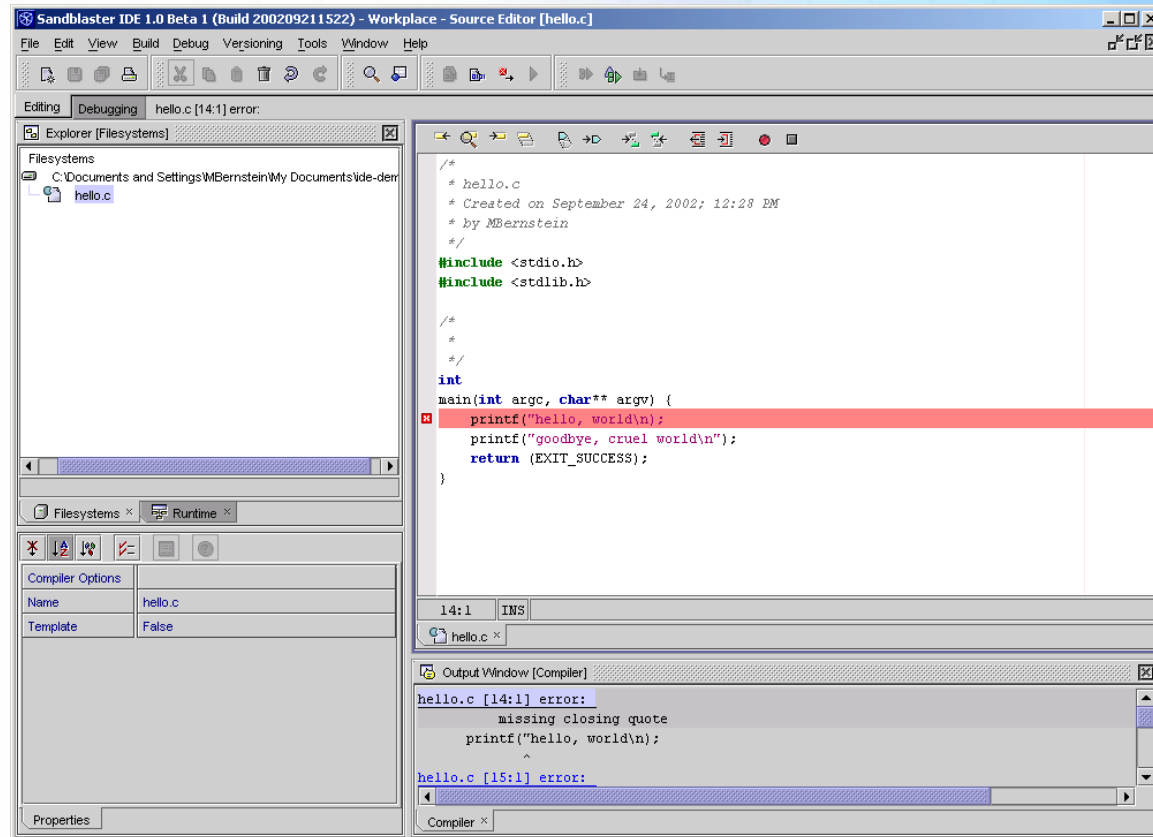 Sandblaster IDE 1.0 Beta 1 (Build 200209211522) - Workplace - Source Editor [hello.c]
File Edit View Build Debug Versioning Tools Window Help
Editing Debugging hello.c [14:1] error:
Explorer [Filesystems]
Filesystems
C:\Documents and Settings\MBernstein\My Documents\ide-dem
hello.c
Filesystems Runtime
Compiler Options
Name hello.c
Template False
Properties
/*
* hello.c
* Created on September 24, 2002; 12:28 PM
* by MBernstein
*/
#include <stdio.h>
#include <stdlib.h>
/*
*
*/
int
main(int argc, char** argv) {
printf("hello, world\n);
printf("goodbye, cruel world\n");
return (EXIT_SUCCESS);
}
14:1 INS
hello.c
Output Window [Compiler]
hello.c [14:1] error:
missing closing quote
printf("hello, world\n);
^
hello.c [15:1] error:
Compiler